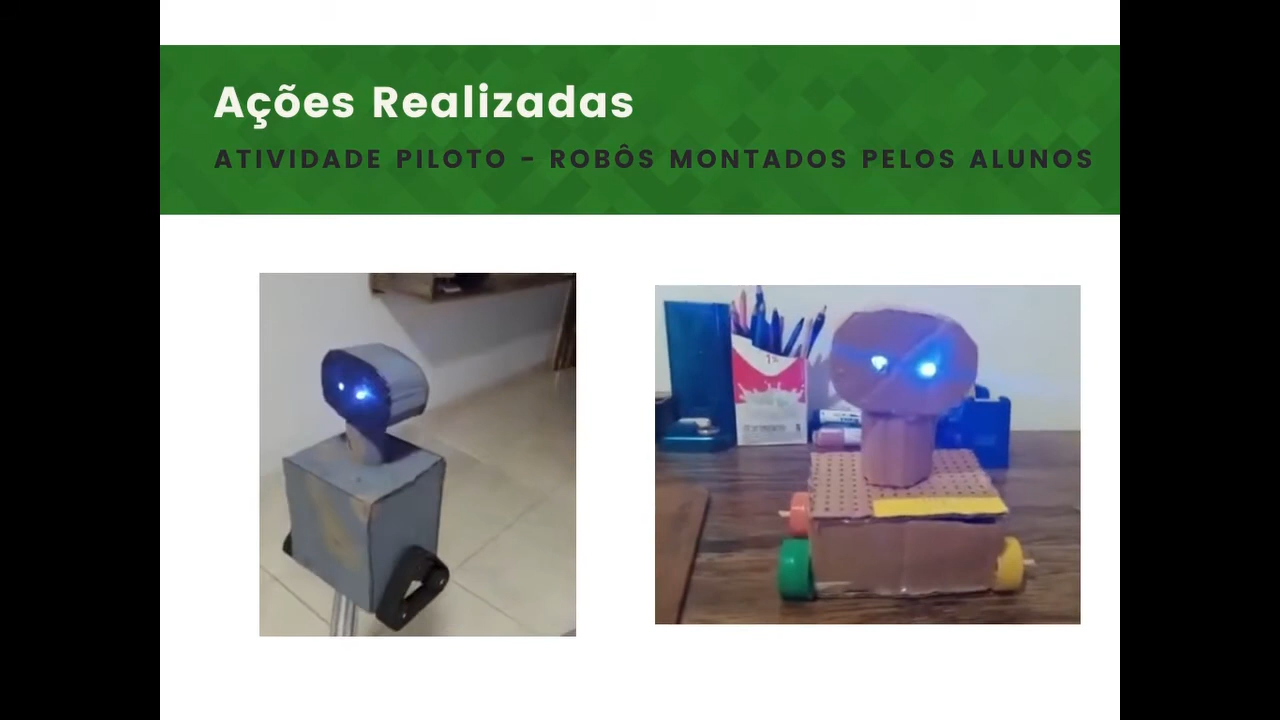 Ações Realizadas
ATIVIDADE PILOTO - ROBÔS MONTADOS PELOS ALUNOS